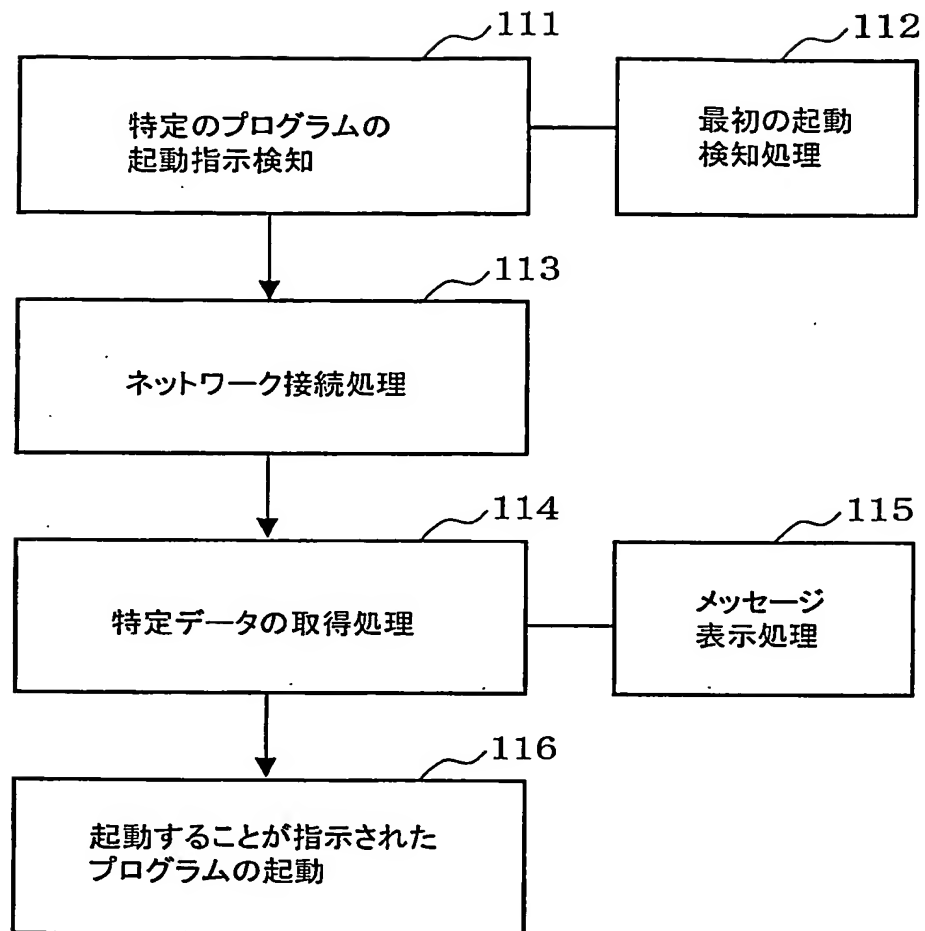 111
特定のプログラムの
起動指示検知
112
最初の起動
検知処理
113
ネットワーク接続処理
114
特定データの取得処理
115
メッセージ
表示処理
116
起動することが指示された
プログラムの起動